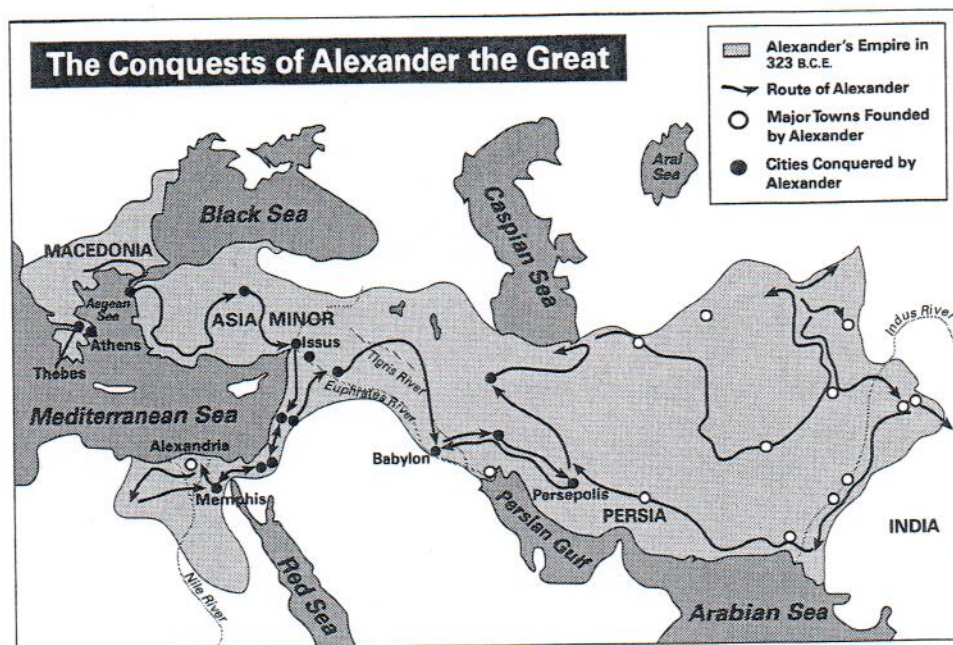 The Conquests of Alexander the Great
Alexander's Empire in
323 B.C.E.
Route of Alexander
Major Towns Founded
by Alexander
Cities Conquered by
Alexander
Black Sea
Caspian Sea
Aral
Sea
MACEDONIA
Aegean
Sea
ASIA MINOR
Athens
Thebes
Issus
Tigris River
Euphrates River
Indus River
Mediterranean Sea
Alexandria
Memphis
Babylon
Persepolis
PERSIA
Persian Gulf
INDIA
Nile River
Red Sea
Arabian Sea